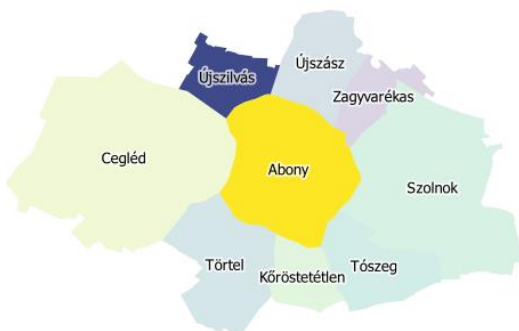 Újszász
Újszilvás
Zagyvarékas
Cegléd
Abony
Szolnok
Törtel
Kőröstetétlen
Tószeg